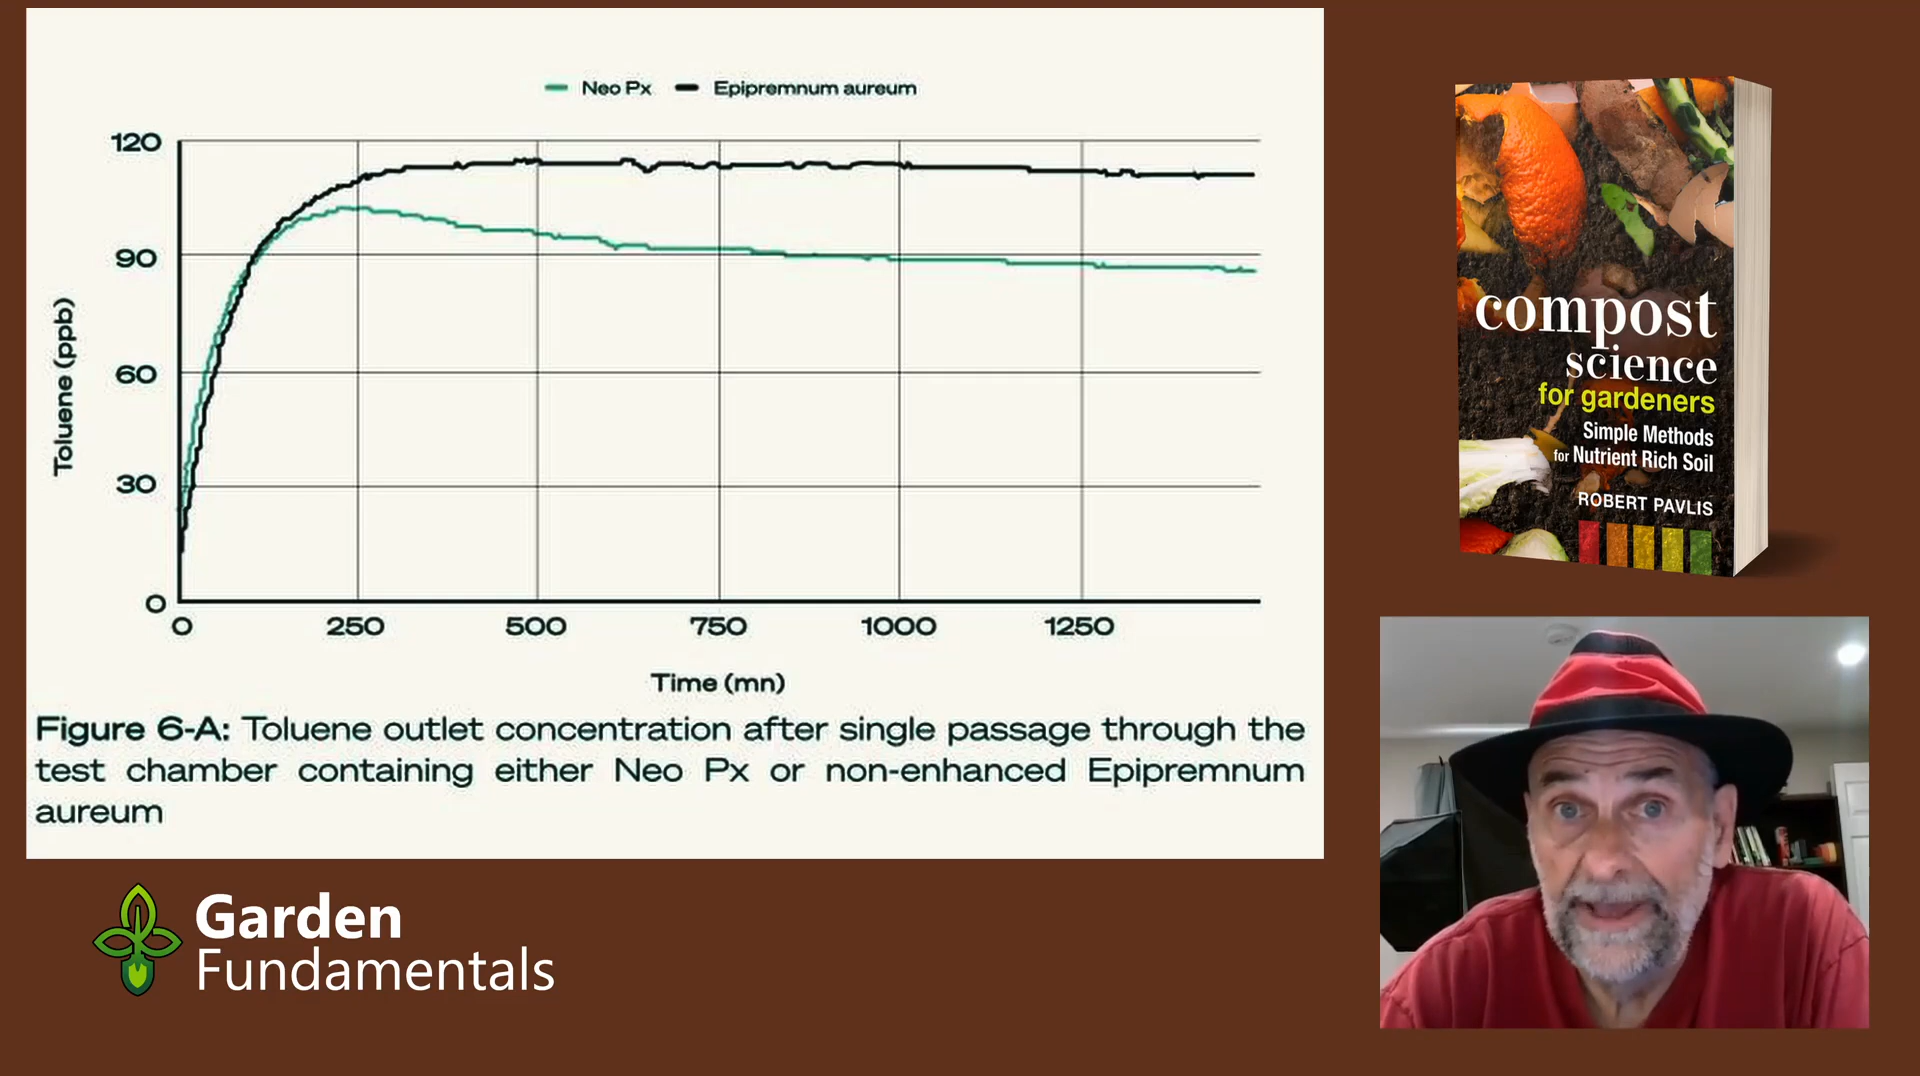 Neo Px Epipremnum aureum
120
90
60
30
0
Toluene (ppb)
0 250 500 750 1000 1250
Time (mn)
Figure 6-A: Toluene outlet concentration after single passage through the
test chamber containing either Neo Px or non-enhanced Epipremnum
aureum
Garden
Fundamentals
compost
science
for gardeners
Simple Methods
for Nutrient Rich Soil
ROBERT PAVLIS